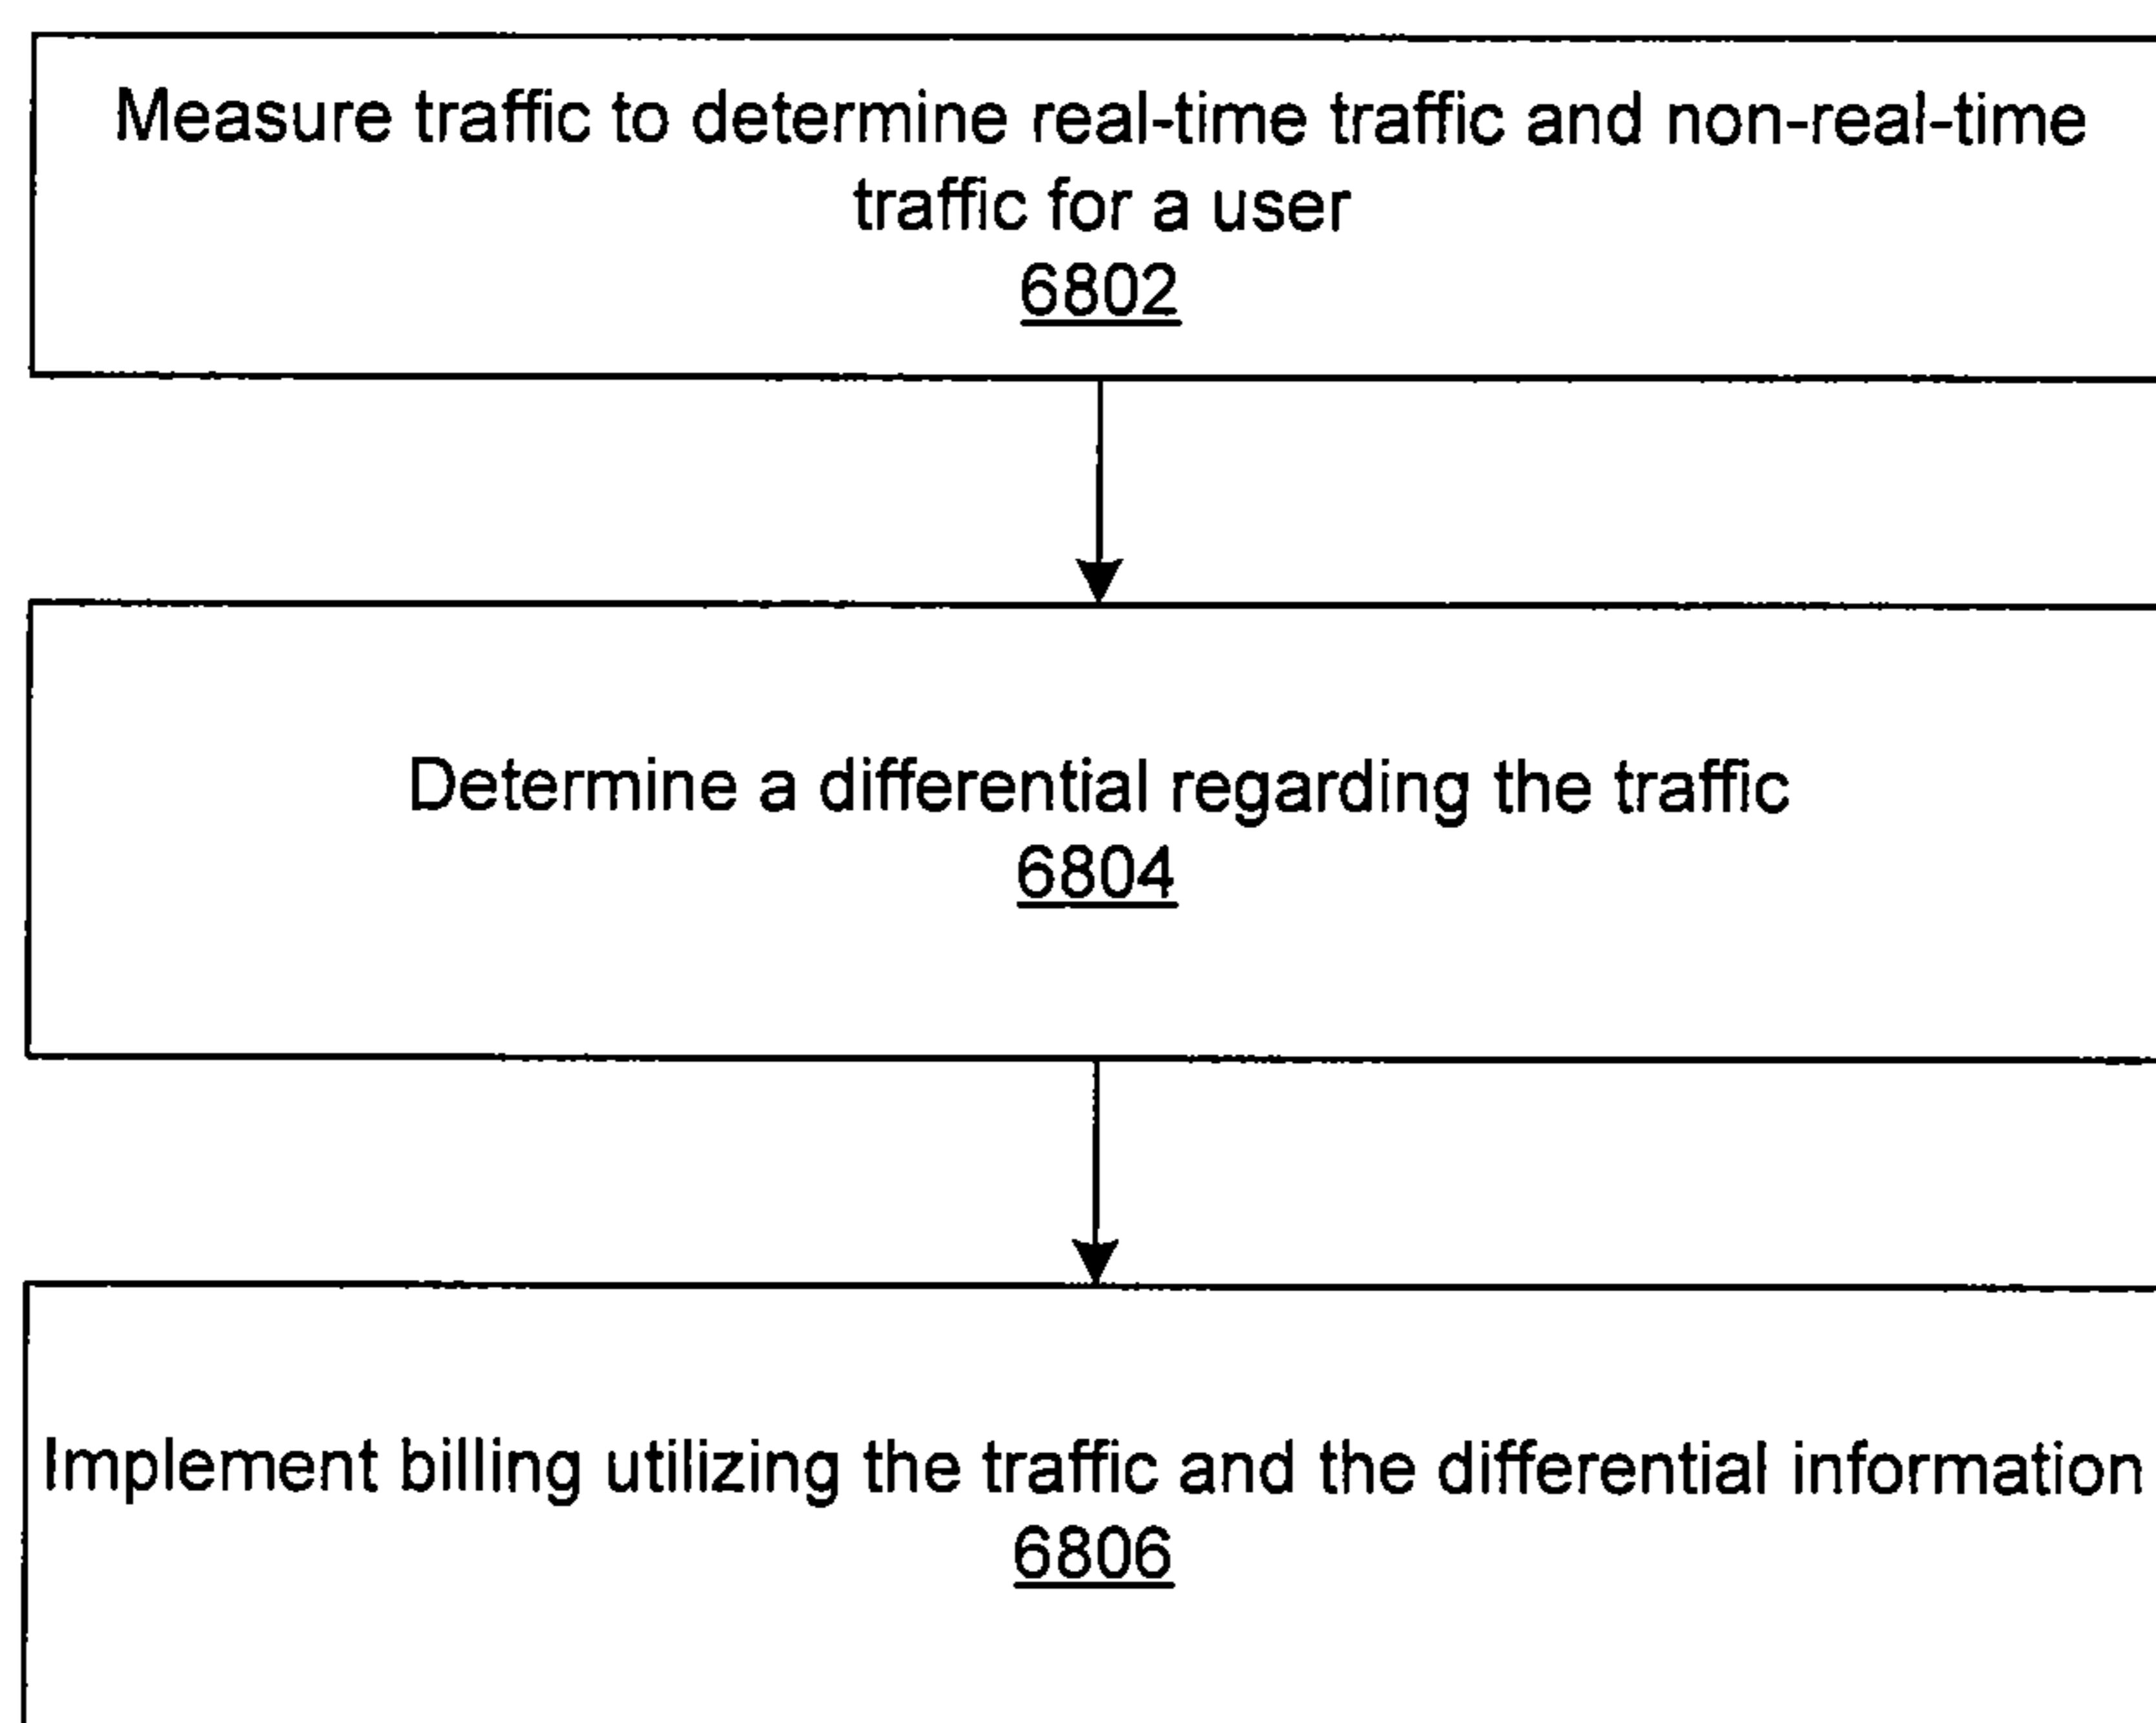 Measure traffic to determine real-time traffic and non-real-time
traffic for a user
6802
Determine a differential regarding the traffic
6804
Implement billing utilizing the traffic and the differential information
6806